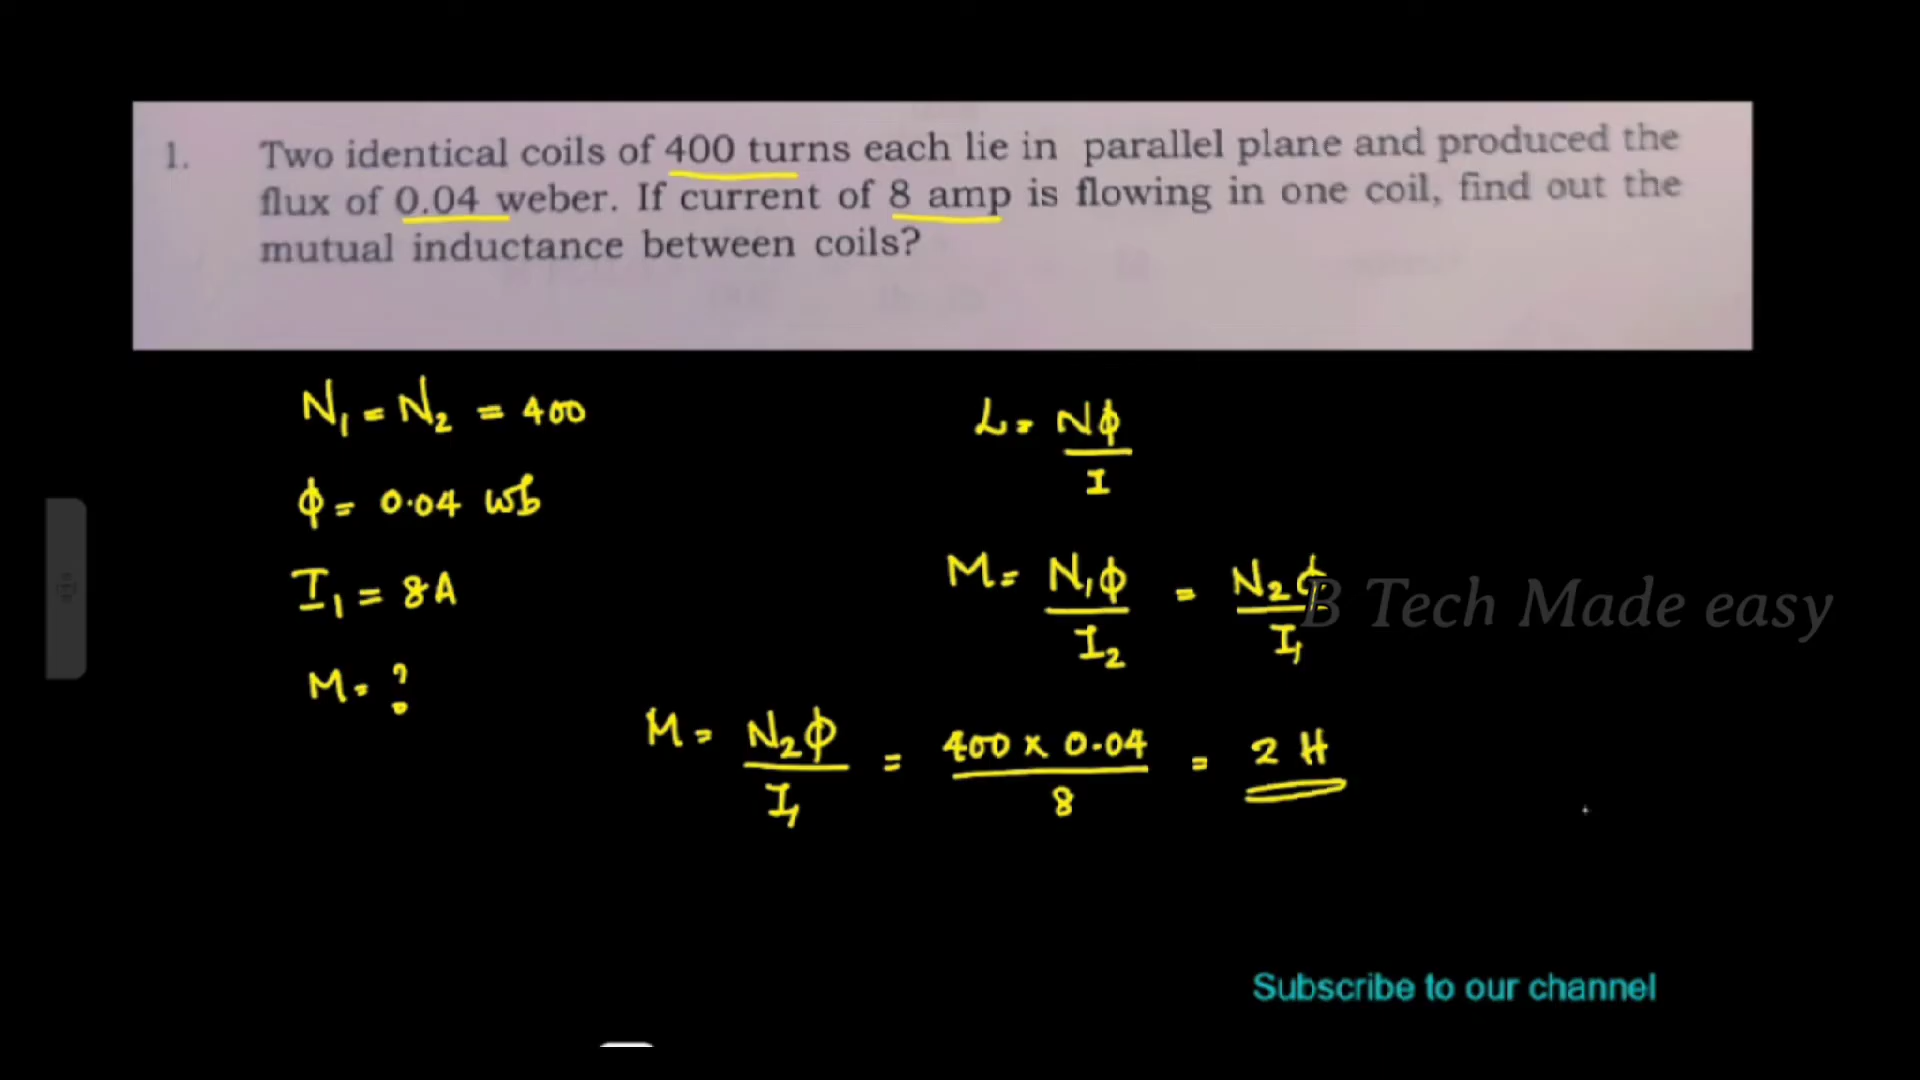 1. Two identical coils of 400 turns each lie in parallel plane and produced the
flux of 0.04 weber. If current of 8 amp is flowing in one coil, find out the
mutual inductance between coils?
N₁ = N₂ = 400
ϕ = 0.04 wb
I₁ = 8A
M = ?
L = Nϕ / I
M = N₁ϕ / I₂ = N₂ϕ / I₁
M = N₂ϕ / I₁ = 400 x 0.04 / 8 = 2 H
B Tech Made easy
Subscribe to our channel